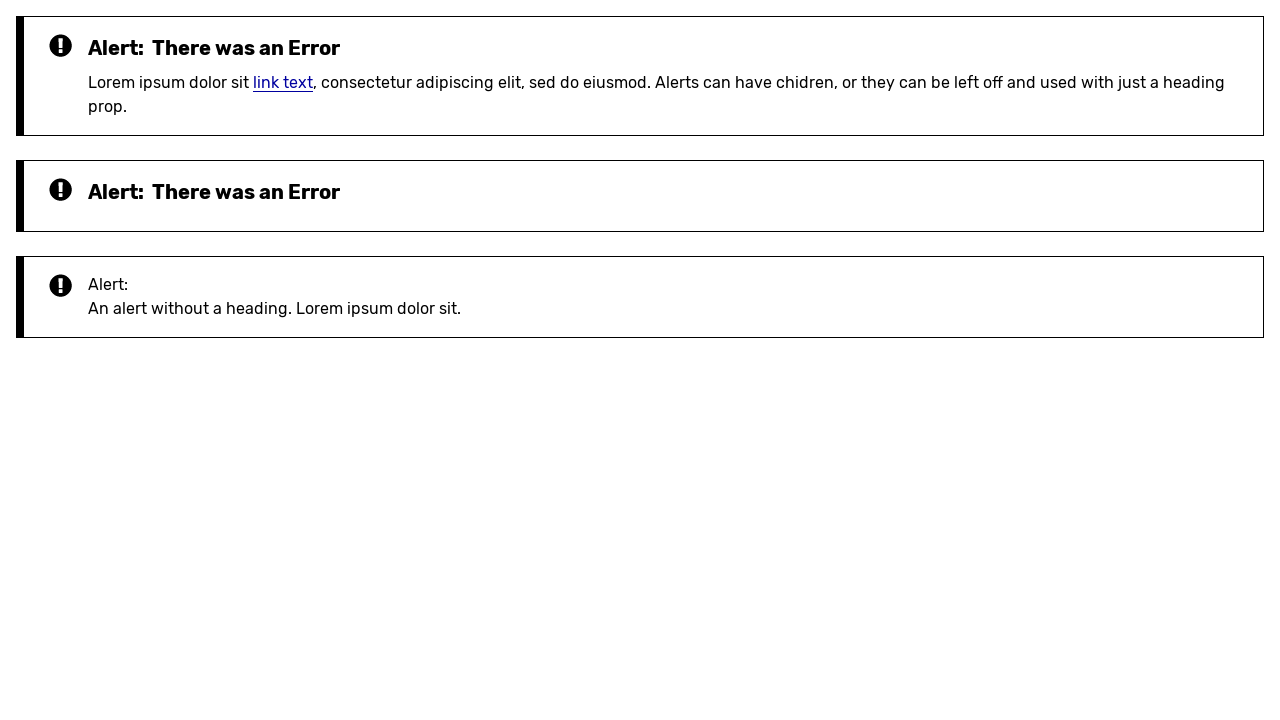 Alert: There was an Error
Lorem ipsum dolor sit link text, consectetur adipiscing elit, sed do eiusmod. Alerts can have chidren, or they can be left off and used with just a heading
prop.
Alert: There was an Error
Alert:
An alert without a heading. Lorem ipsum dolor sit.